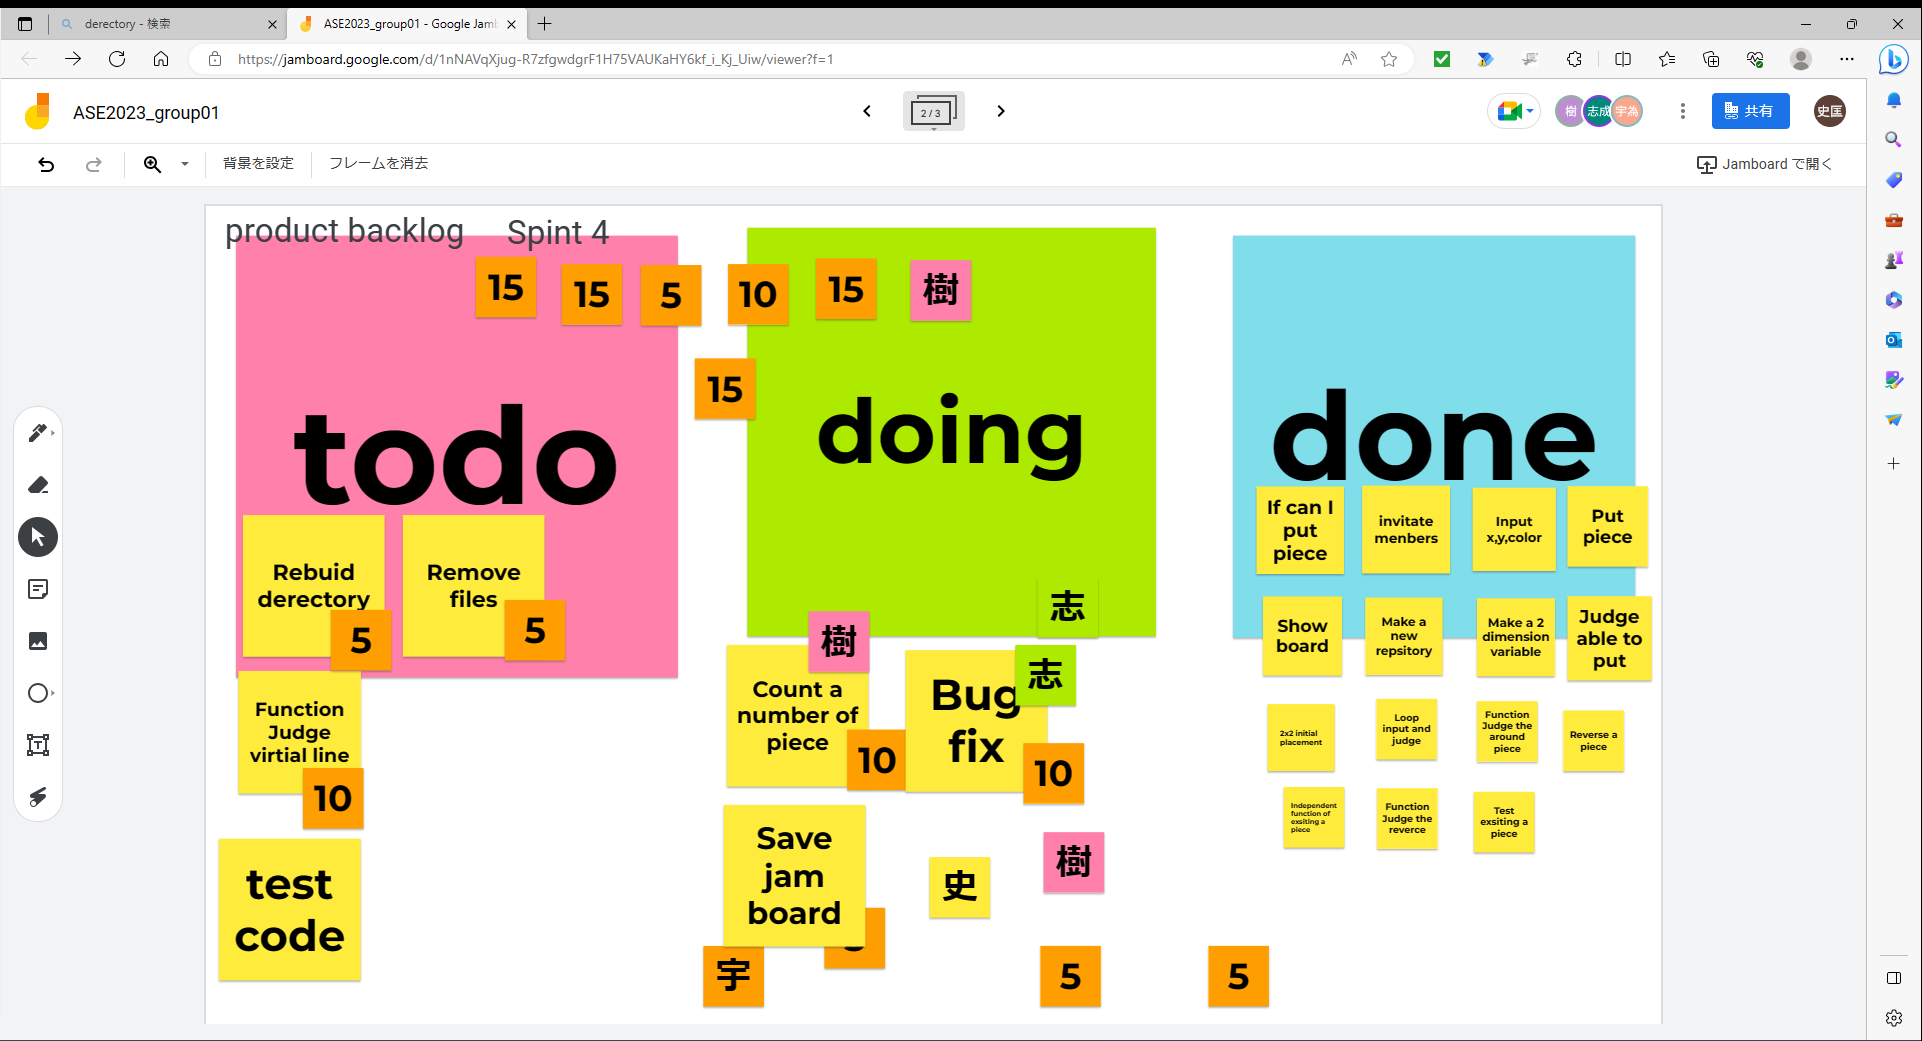 derectory - 検索
ASE2023_group01 - Google Jamb
https://jamboard.google.com/d/1nNAVqXjug-R7zfgwdgrF1H75VAUKaHY6kf_i_Kj_Uiw/viewer?f=1
ASE2023_group01
2 / 3
樹
志成
宇為
共有
史匡
背景を設定
フレームを消去
Jamboard で開く
product backlog
Spint 4
15
15
5
10
15
樹
15
todo
doing
done
Rebuid
derectory
5
Remove
files
5
Function
Judge
virtial line
10
test
code
志
樹
Count a
number of
piece
10
志
Bug
fix
10
Save
jam
board
史
樹
宇
5
5
If can I
put
piece
invitate
menbers
Input
x,y,color
Put
piece
Show
board
Make a
new
repsitory
Make a 2
dimension
variable
Judge
able to
put
2x2 initial
placement
Loop
input and
judge
Function
Judge the
around
piece
Reverse a
piece
Independent
function of
exsiting a
piece
Function
Judge the
reverce
Test
exsiting a
piece